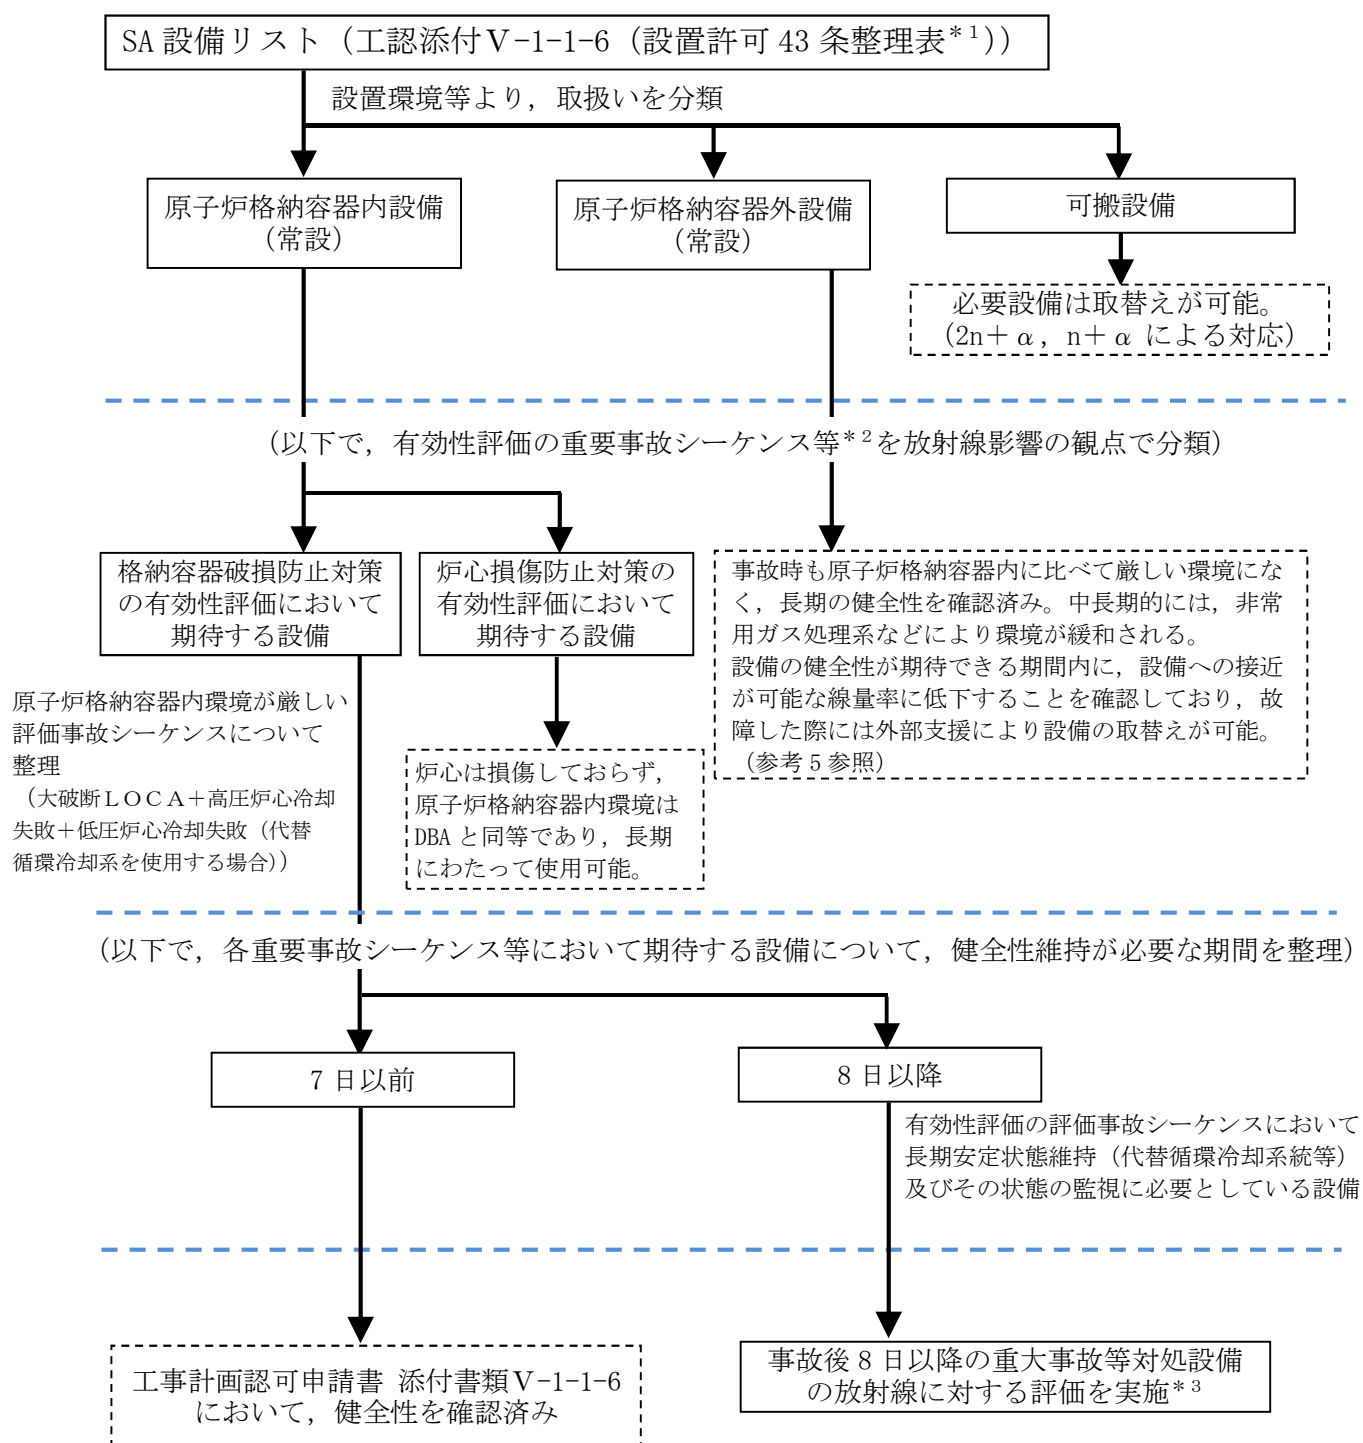 SA 設備リスト（工認添付Ⅴ-1-1-6（設置許可 43 条整理表＊1））
設置環境等より，取扱いを分類
原子炉格納容器内設備
（常設）
原子炉格納容器外設備
（常設）
可搬設備
必要設備は取替えが可能。
（2n＋α，n＋α による対応）
（以下で，有効性評価の重要事故シーケンス等＊2を放射線影響の観点で分類）
格納容器破損防止対策
の有効性評価において
期待する設備
炉心損傷防止対策の
有効性評価において
期待する設備
事故時も原子炉格納容器内に比べて厳しい環境にな
く，長期の健全性を確認済み。中長期的には，非常
用ガス処理系などにより環境が緩和される。
設備の健全性が期待できる期間内に，設備への接近
が可能な線量率に低下することを確認しており，故
障した際には外部支援により設備の取替えが可能。
（参考 5 参照）
原子炉格納容器内環境が厳しい
評価事故シーケンスについて
整理
（大破断ＬＯＣＡ＋高圧炉心冷却
失敗＋低圧炉心冷却失敗（代替
循環冷却系を使用する場合））
炉心は損傷しておらず，
原子炉格納容器内環境は
DBA と同等であり，長期
にわたって使用可能。
（以下で，各重要事故シーケンス等において期待する設備について，健全性維持が必要な期間を整理）
7 日以前
8 日以降
有効性評価の評価事故シーケンスにおいて
長期安定状態維持（代替循環冷却系統等）
及びその状態の監視に必要としている設備
工事計画認可申請書 添付書類Ⅴ-1-1-6
において，健全性を確認済み
事故後 8 日以降の重大事故等対処設備
の放射線に対する評価を実施＊3